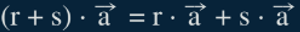 (r + s) · a⃗ = r · a⃗ + s · a⃗